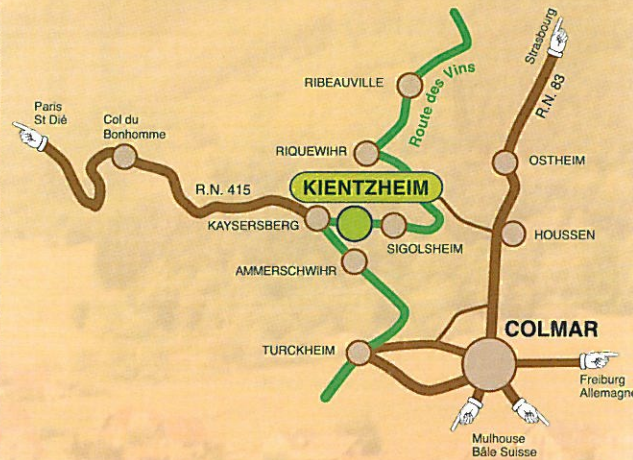 Strasbourg
RIBEAUVILLE
Route des Vins
R.N. 83
Paris
St Dié
Col du
Bonhomme
RIQUEWIHR
OSTHEIM
R.N. 415
KIENTZHEIM
KAYSERSBERG
SIGOLSHEIM
HOUSSEN
AMMERSCHWIHR
COLMAR
TURCKHEIM
Freiburg
Allemagne
Mulhouse
Bâle Suisse